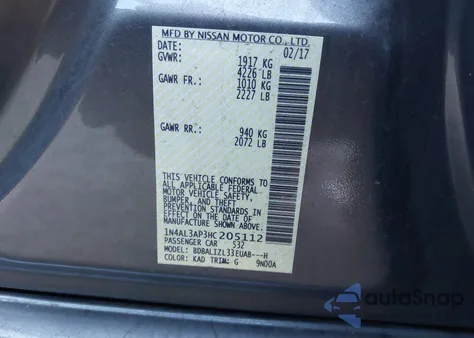 MFD BY NISSAN MOTOR CO., LTD.
DATE: 02/17
GVWR: 1917 KG
4226 LB
GAWR FR.: 1010 KG
2227 LB
GAWR RR.: 940 KG
2072 LB
THIS VEHICLE CONFORMS TO
ALL APPLICABLE FEDERAL
MOTOR VEHICLE SAFETY,
BUMPER, AND THEFT
PREVENTION STANDARDS IN
EFFECT ON THE DATE OF
MANUFACTURE SHOWN ABOVE.
1N4AL3AP3HC205112
PASSENGER CAR 532
MODEL: BDBALIZL33EUAB---H
COLOR: KAD TRIM: G 9N00A
AutoSnap